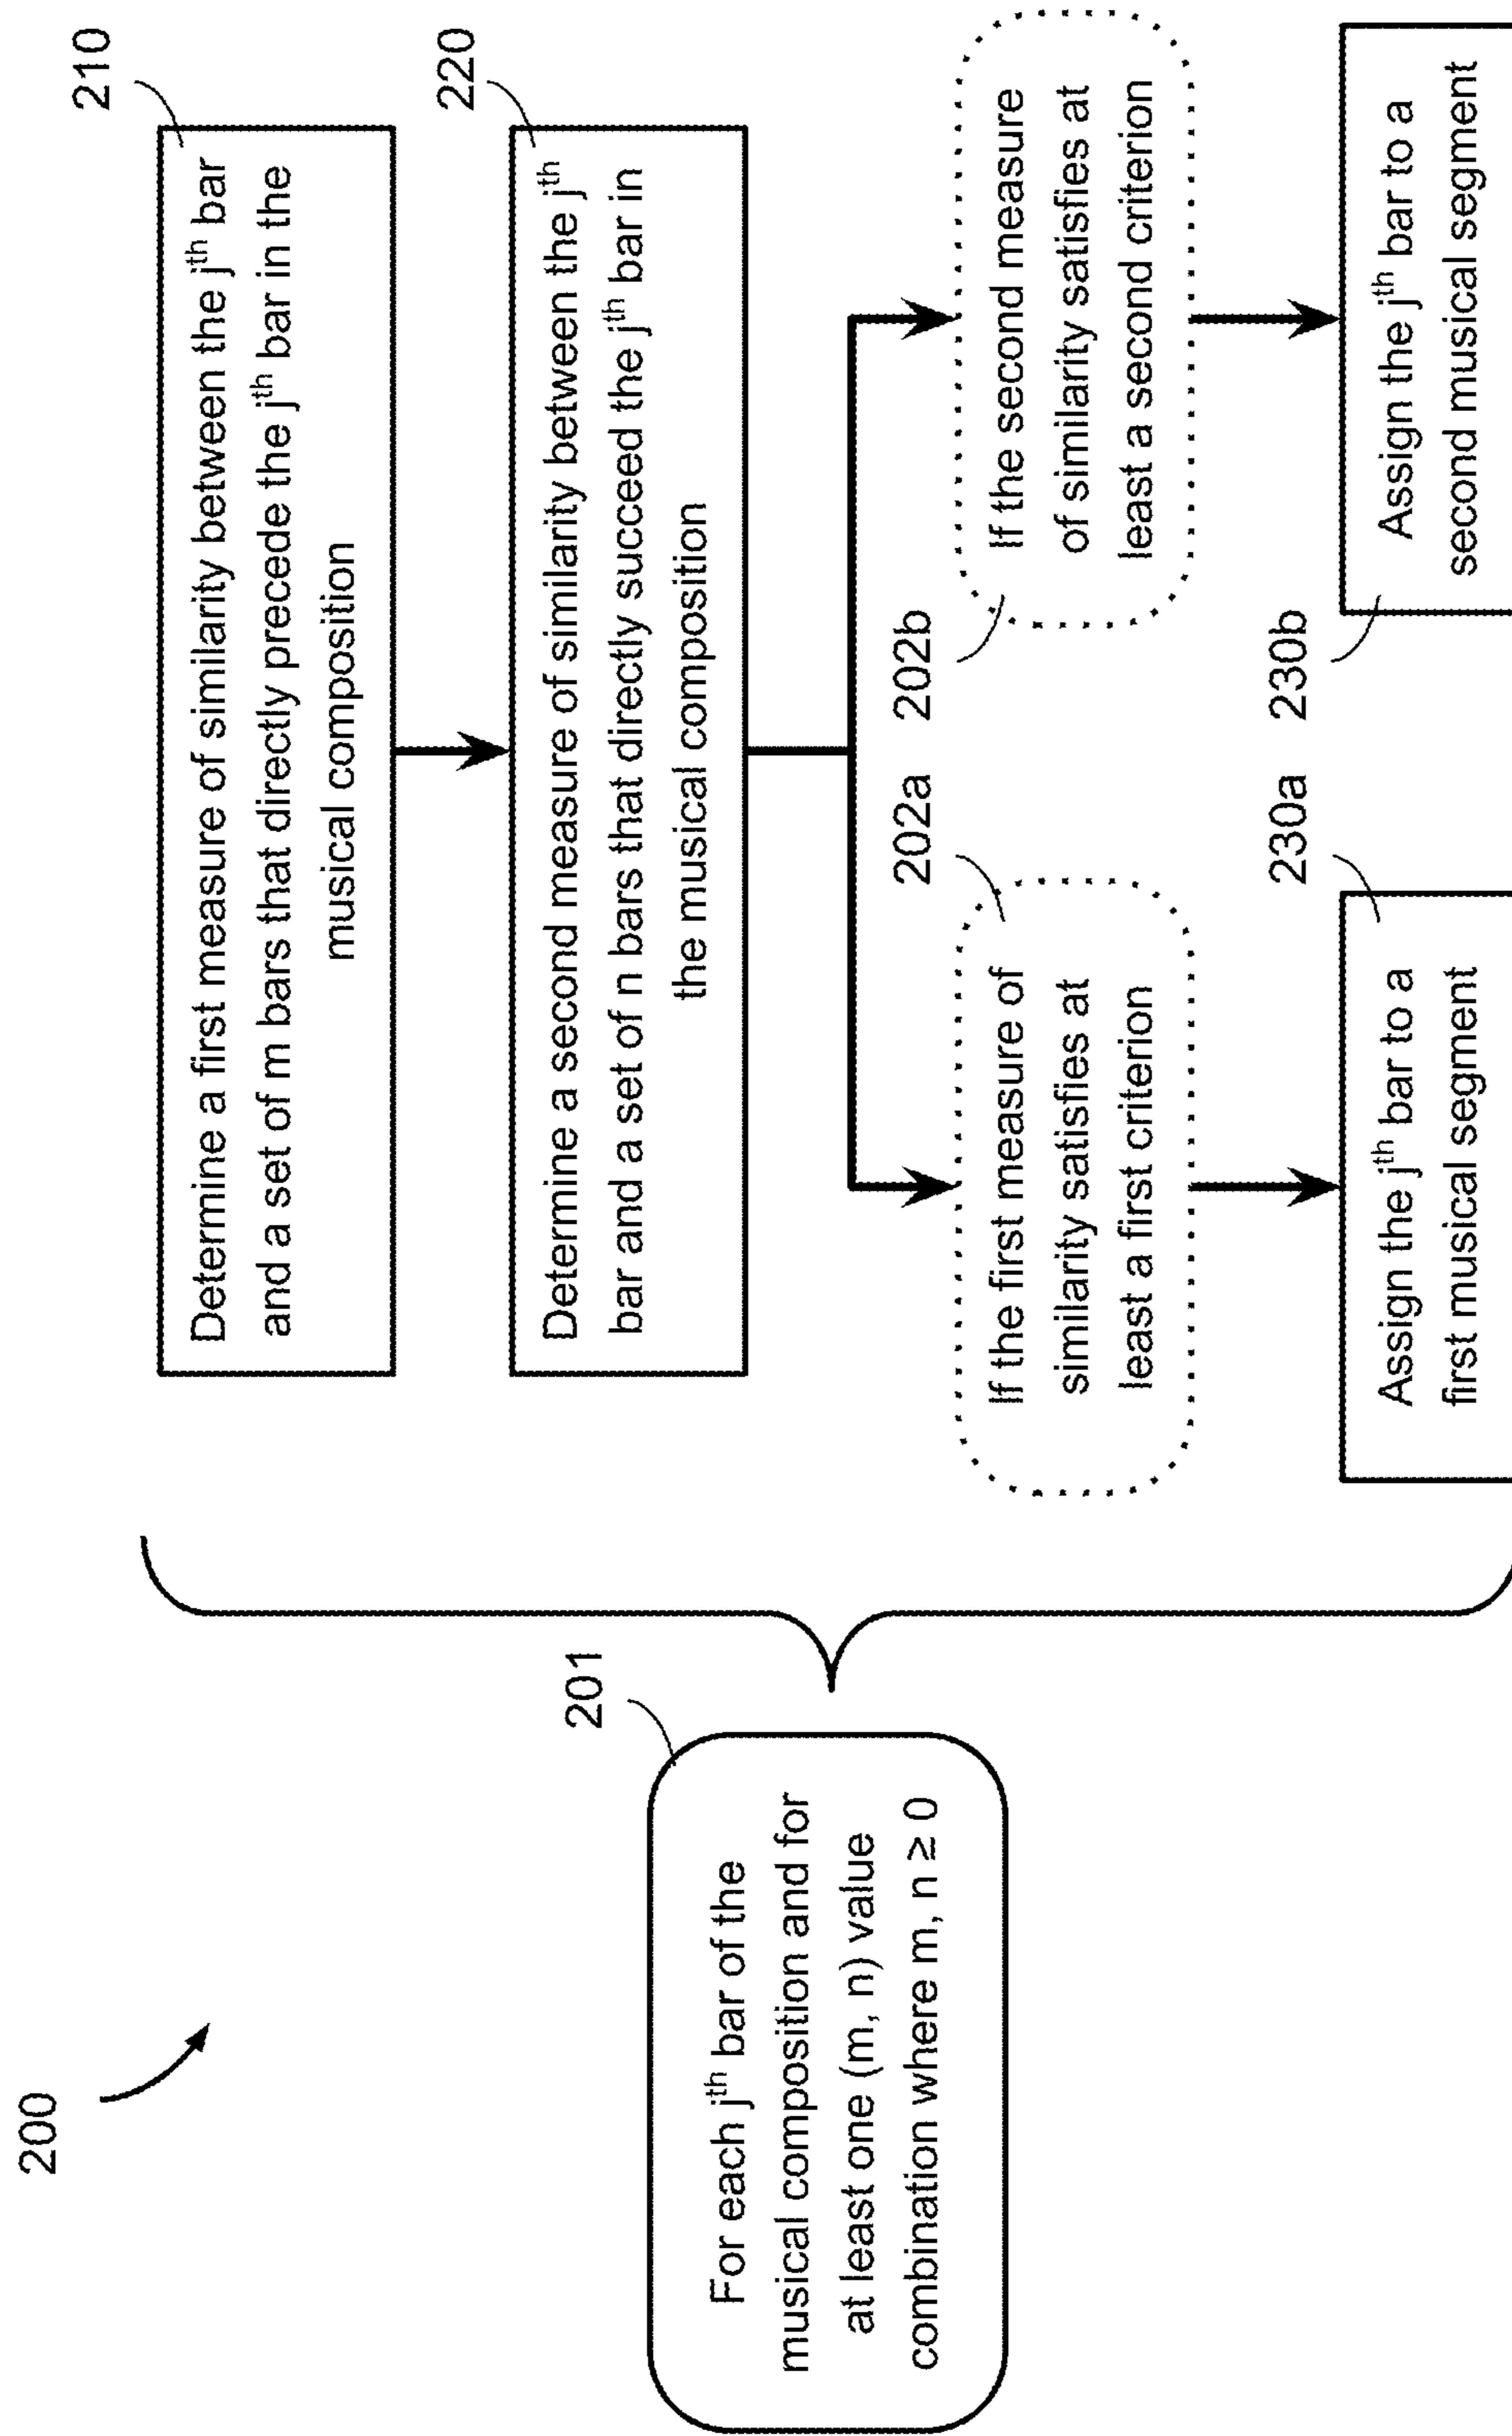 200
201
For each jth bar of the
musical composition and for
at least one (m, n) value
combination where m, n ≥ 0
210
Determine a first measure of similarity between the jth bar
and a set of m bars that directly precede the jth bar in the
musical composition
220
Determine a second measure of similarity between the jth
bar and a set of n bars that directly succeed the jth bar in
the musical composition
202a
If the first measure of
similarity satisfies at
least a first criterion
202b
If the second measure
of similarity satisfies at
least a second criterion
230a
Assign the jth bar to a
first musical segment
230b
Assign the jth bar to a
second musical segment